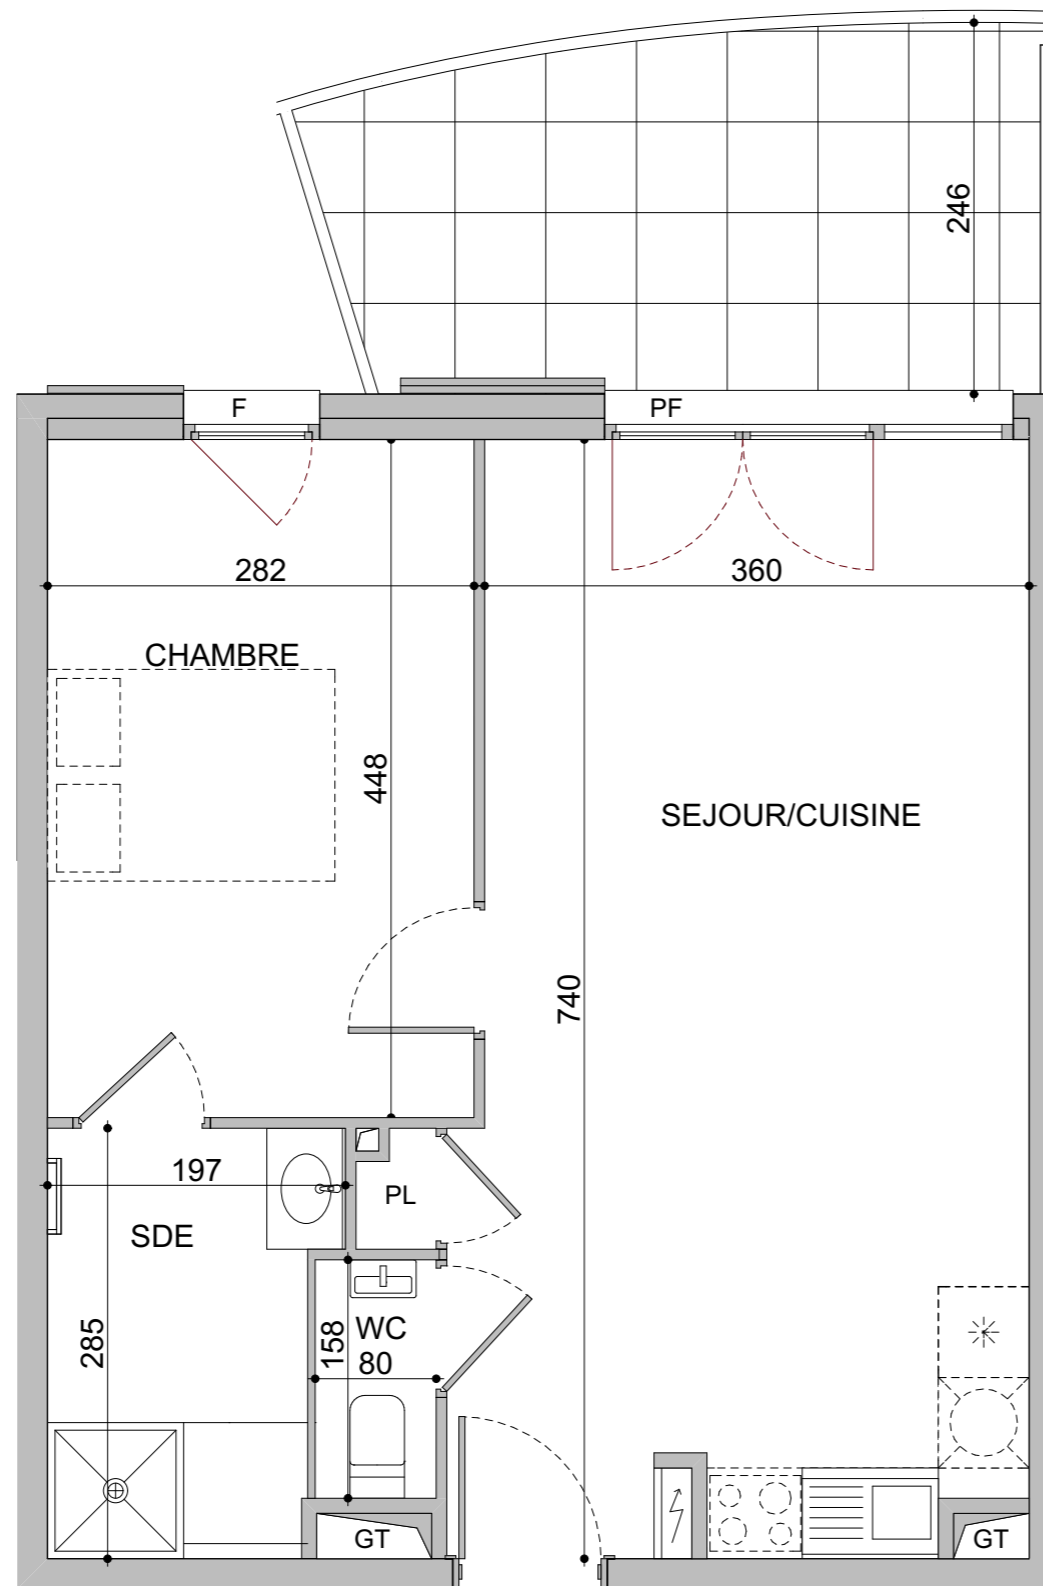 246
F
PF
282
360
CHAMBRE
448
SEJOUR/CUISINE
740
197
PL
SDE
285
158
WC
80
GT
GT